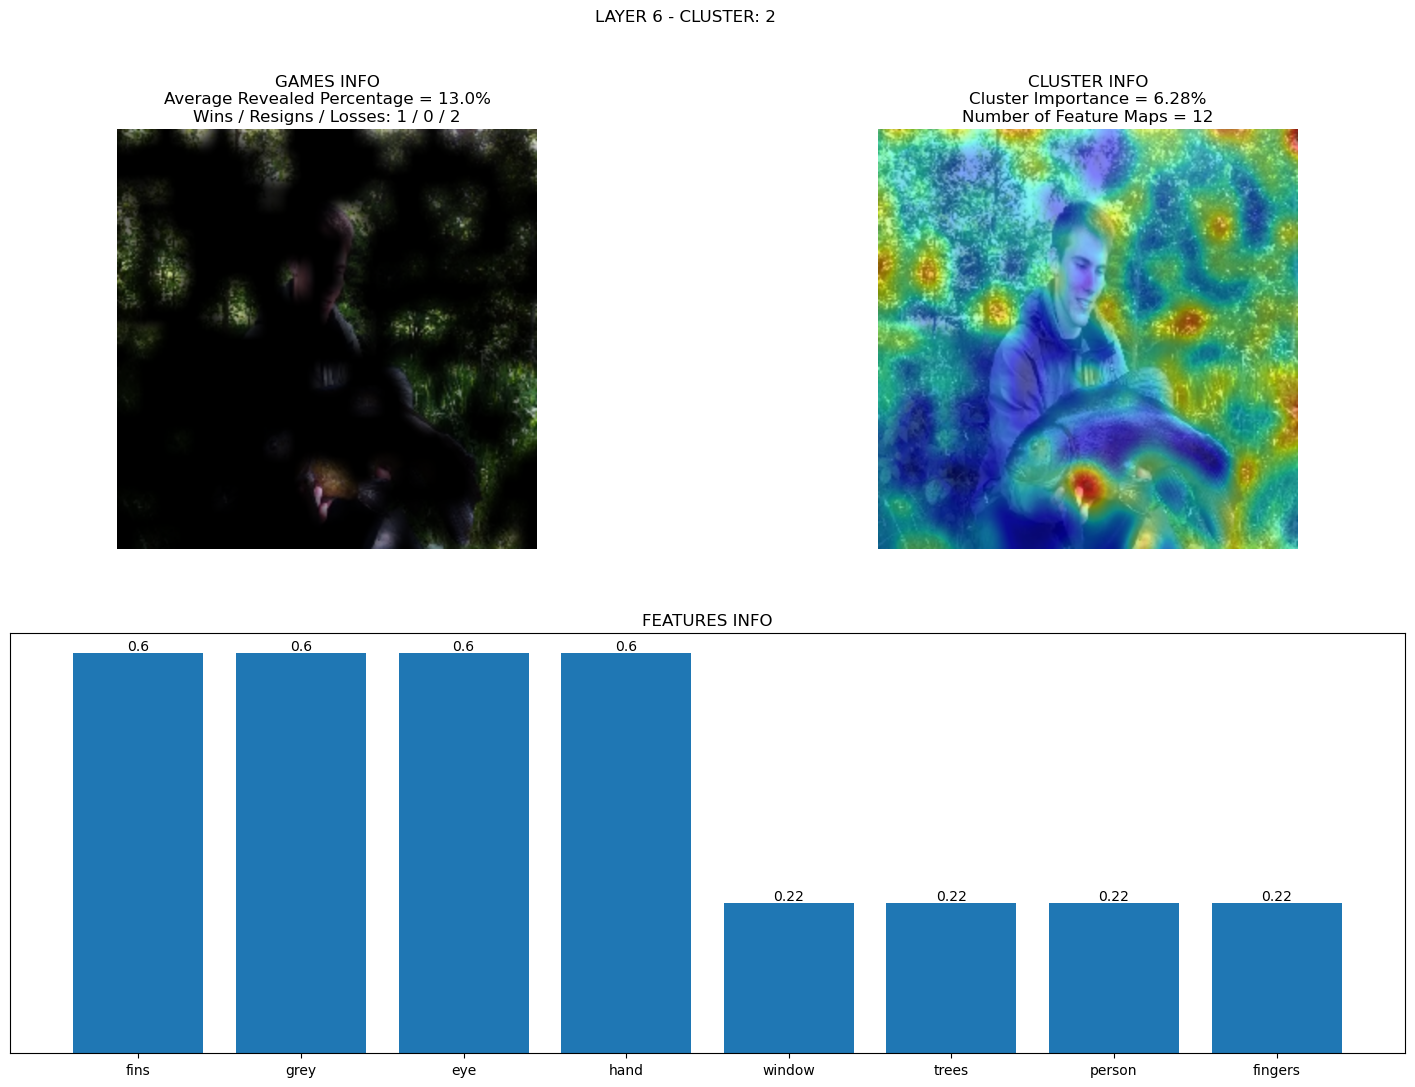 LAYER 6 - CLUSTER: 2
GAMES INFO
Average Revealed Percentage = 13.0%
Wins / Resigns / Losses: 1 / 0 / 2
CLUSTER INFO
Cluster Importance = 6.28%
Number of Feature Maps = 12
FEATURES INFO
0.6 0.6 0.6 0.6 0.22 0.22 0.22 0.22
fins grey eye hand window trees person fingers